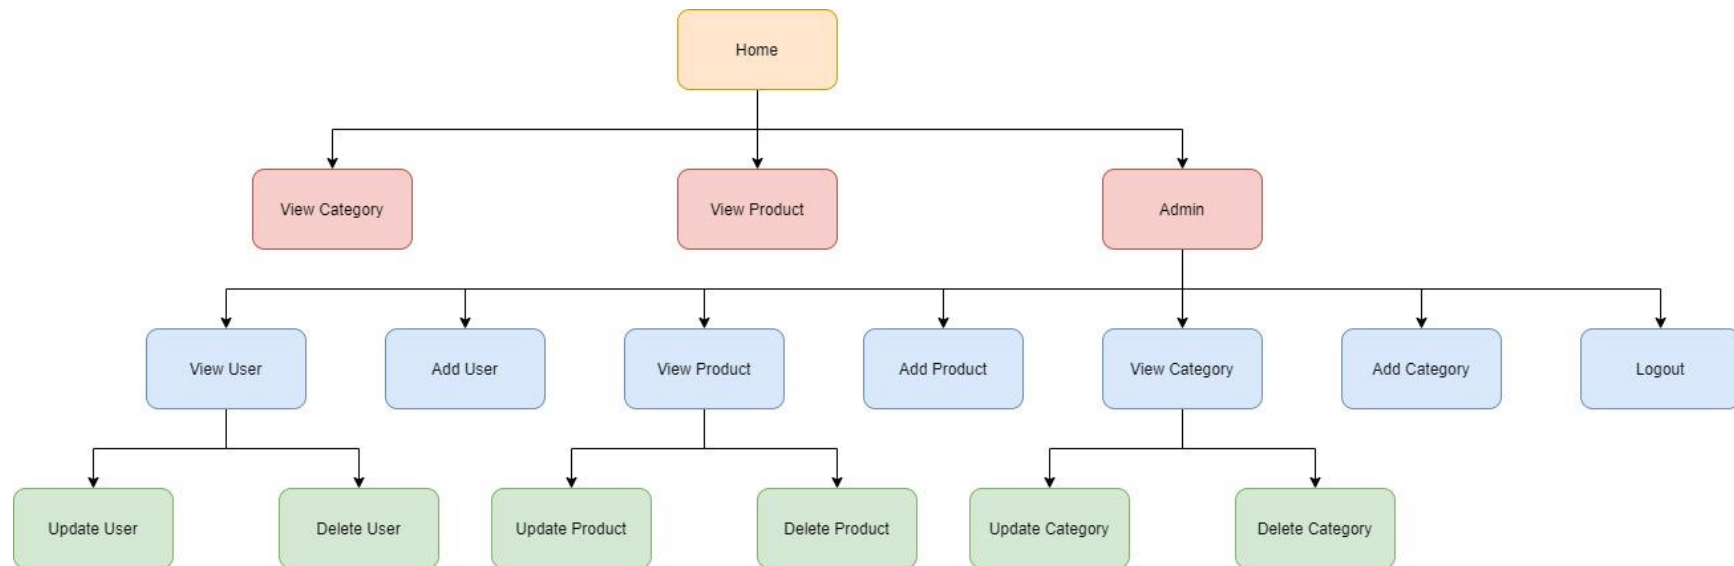 Home
View Category
View Product
Admin
View User
Add User
View Product
Add Product
View Category
Add Category
Logout
Update User
Delete User
Update Product
Delete Product
Update Category
Delete Category